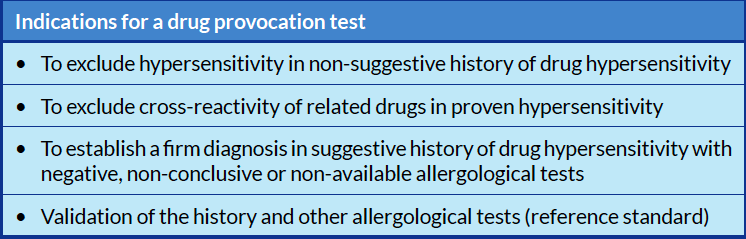 Indications for a drug provocation test
• To exclude hypersensitivity in non-suggestive history of drug hypersensitivity
• To exclude cross-reactivity of related drugs in proven hypersensitivity
• To establish a firm diagnosis in suggestive history of drug hypersensitivity with
negative, non-conclusive or non-available allergological tests
• Validation of the history and other allergological tests (reference standard)